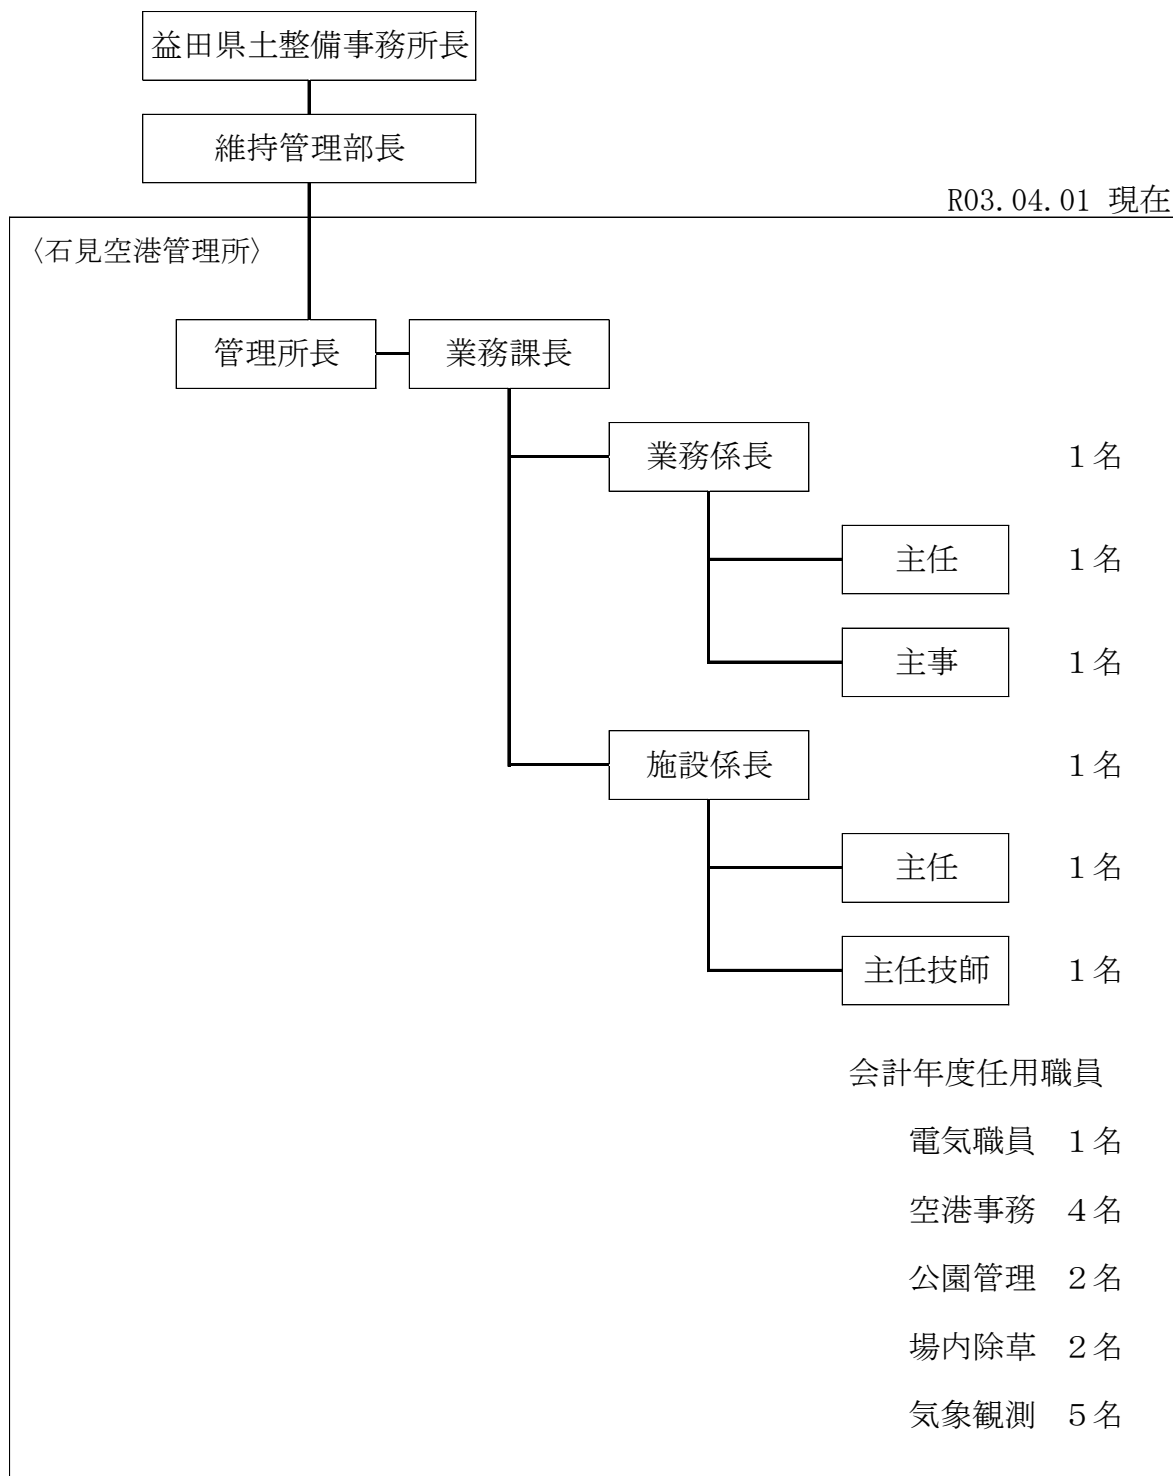 益田県土整備事務所長
維持管理部長
R03.04.01 現在
〈石見空港管理所〉
管理所長 業務課長
業務係長 1名
主任 1名
主事 1名
施設係長 1名
主任 1名
主任技師 1名
会計年度任用職員
電気職員 1名
空港事務 4名
公園管理 2名
場内除草 2名
気象観測 5名